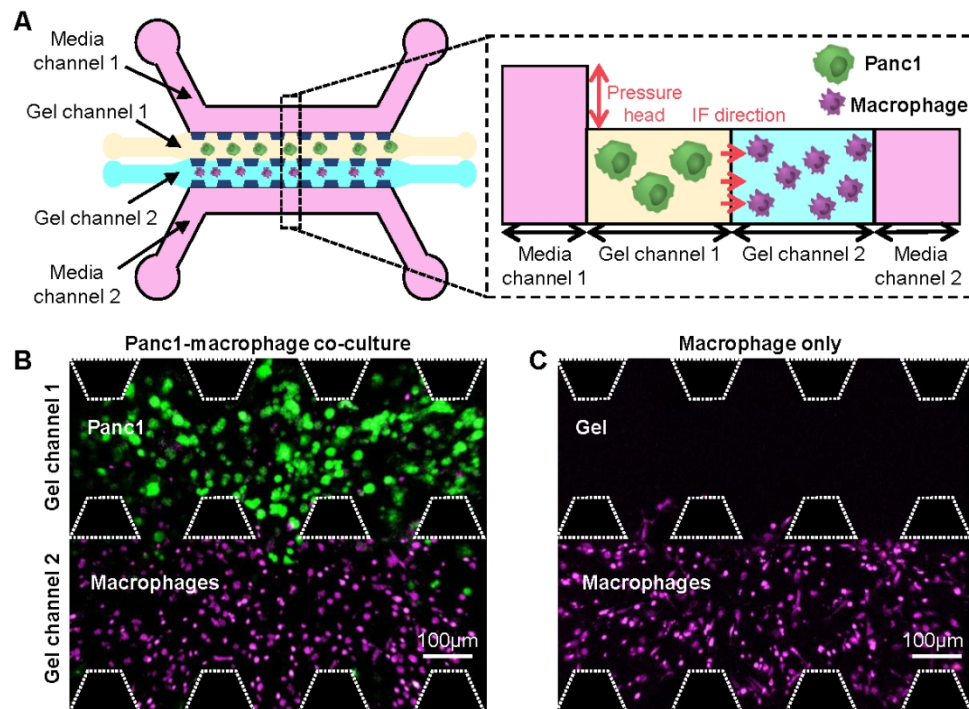 A
Media
channel 1
Gel channel 1
Gel channel 2
Media
channel 2
Pressure
head
IF direction
Panc1
Macrophage
Media
channel 1
Gel channel 1
Gel channel 2
Media
channel 2
B
Panc1-macrophage co-culture
Gel channel 1
Panc1
Gel channel 2
Macrophages
100μm
C
Macrophage only
Gel
Macrophages
100μm